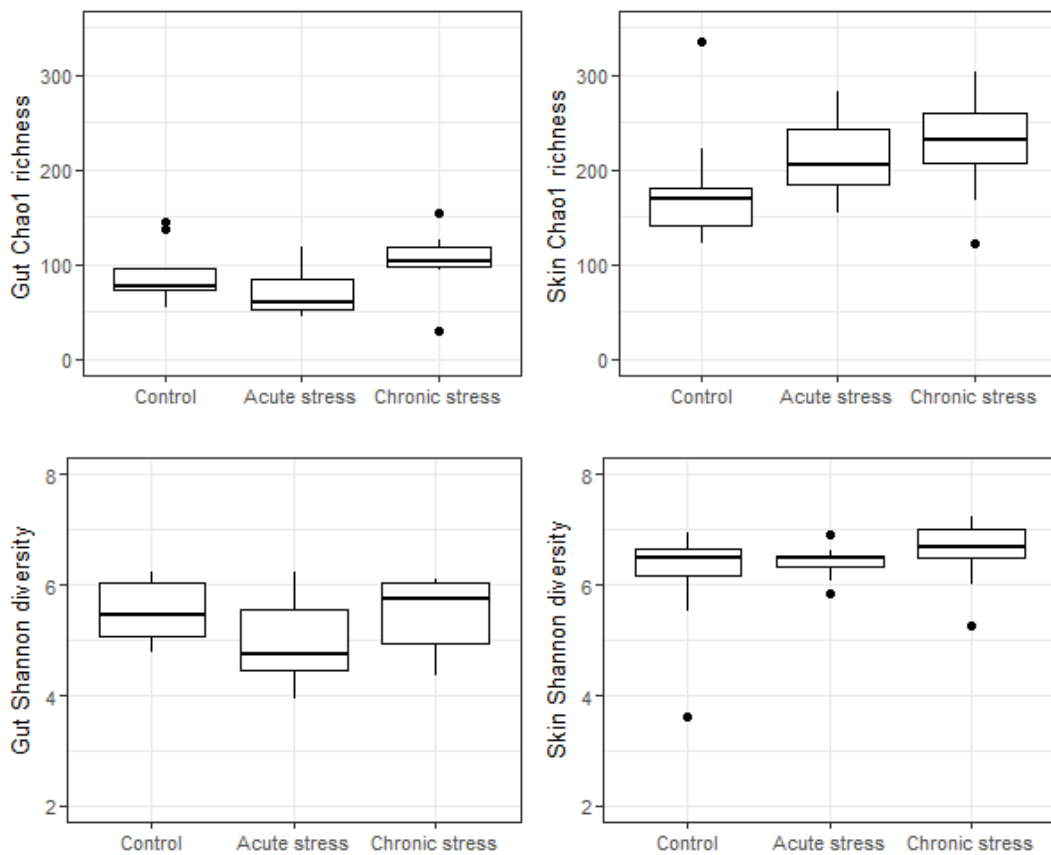 Gut Chao1 richness
300
200
100
0
Control Acute stress Chronic stress
Skin Chao1 richness
300
200
100
0
Control Acute stress Chronic stress
Gut Shannon diversity
8
6
4
2
Control Acute stress Chronic stress
Skin Shannon diversity
8
6
4
2
Control Acute stress Chronic stress